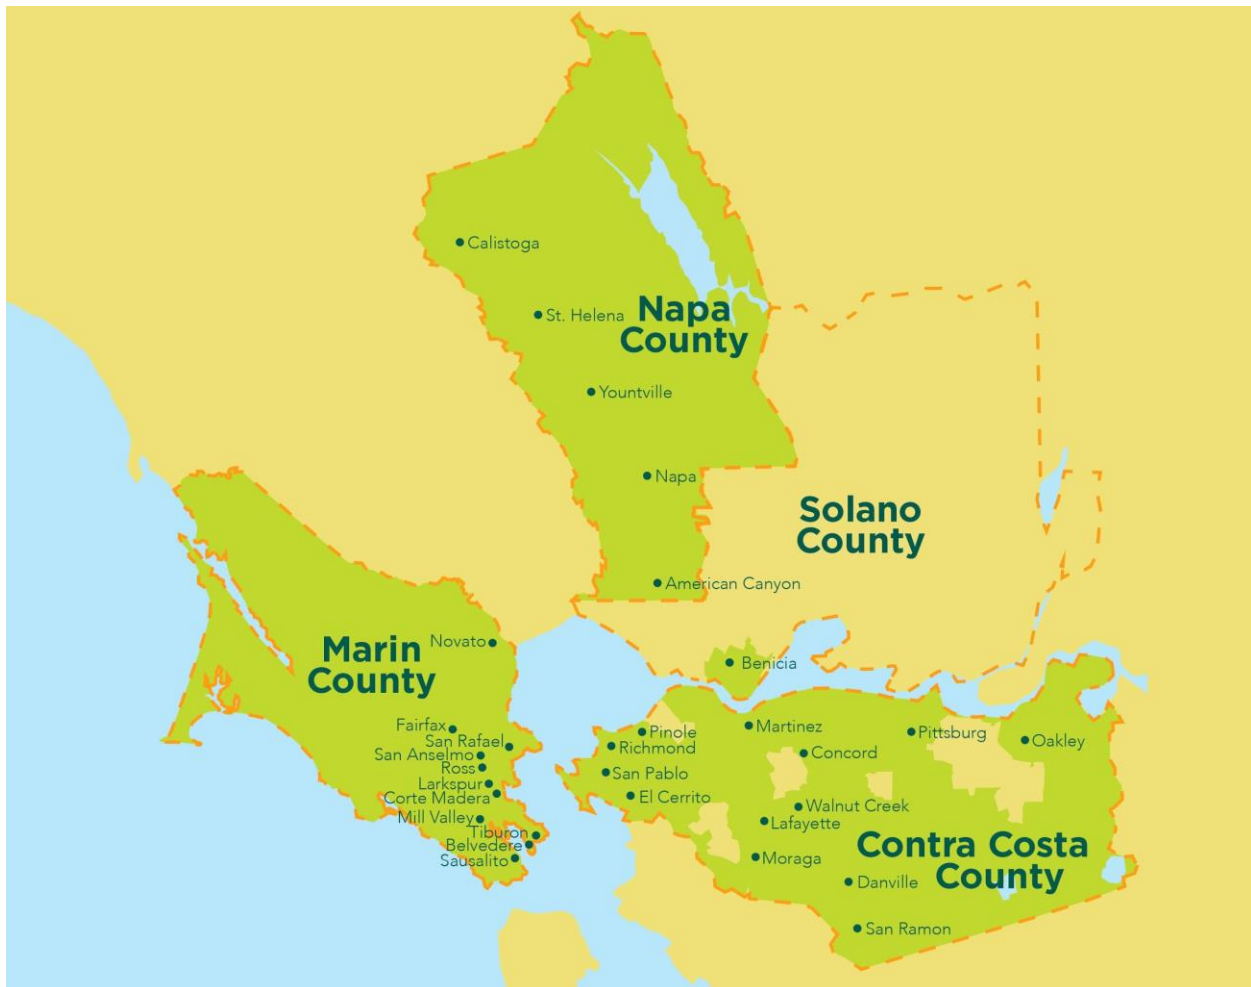 Calistoga
St. Helena
Napa
County
Yountville
Napa
Solano
County
American Canyon
Marin
County
Novato
Benicia
Fairfax
San Rafael
San Anselmo
Ross
Larkspur
Corte Madera
Mill Valley
Tiburon
Belvedere
Sausalito
Pinole
Richmond
San Pablo
El Cerrito
Martinez
Concord
Pittsburg
Oakley
Walnut Creek
Lafayette
Contra Costa
County
Moraga
Danville
San Ramon